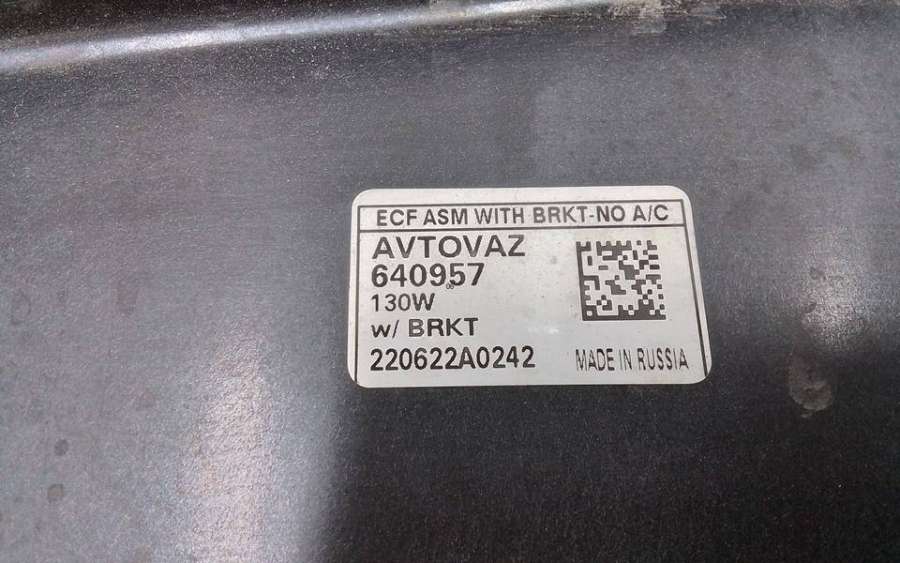 ECF ASM WITH BRKT-NO A/C
AVTOVAZ
640957
130W
w/ BRKT
220622A0242
MADE IN RUSSIA